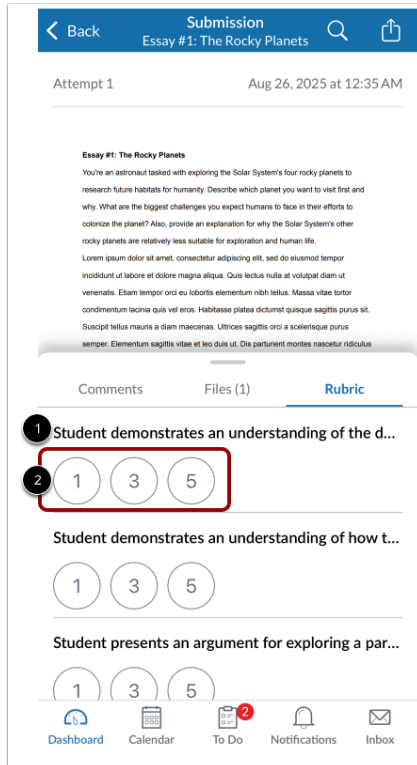 Back
Submission
Essay #1: The Rocky Planets
Attempt 1
Aug 26, 2025 at 12:35 AM
Essay #1: The Rocky Planets
You're an astronaut tasked with exploring the Solar System's four rocky planets to
research future habitats for humanity. Describe which planet you want to visit first and
why. What are the biggest challenges you expect humans to face in their efforts to
colonize the planet? Also, provide an explanation for why the Solar System's other
rocky planets are relatively less suitable for exploration and human life.
Lorem ipsum dolor sit amet, consectetur adipiscing elit, sed do eiusmod tempor
incididunt ut labore et dolore magna aliqua. Quis lectus nulla at volutpat diam ut
venenatis. Etiam tempor orci eu lobortis elementum nibh tellus. Massa vitae tortor
condimentum lacinia quis vel eros. Habitasse platea dictumst quisque sagittis purus sit.
Suscipit tellus mauris a diam maecenas. Ultrices sagittis orci a scelerisque purus
semper. Elementum sagittis vitae et leo duis ut. Dis parturient montes nascetur ridiculus
Comments
Files (1)
Rubric
1
Student demonstrates an understanding of the d...
2
1 3 5
Student demonstrates an understanding of how t...
1 3 5
Student presents an argument for exploring a par...
1 3 5
2
Dashboard
Calendar
To Do
Notifications
Inbox